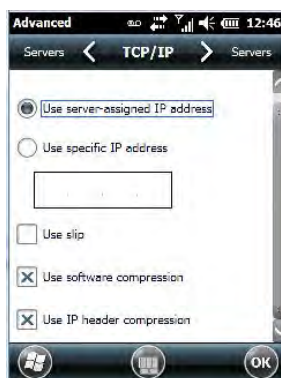 Advanced 12:46
Servers TCP/IP Servers
Use server-assigned IP address
Use specific IP address
Use slip
Use software compression
Use IP header compression
OK